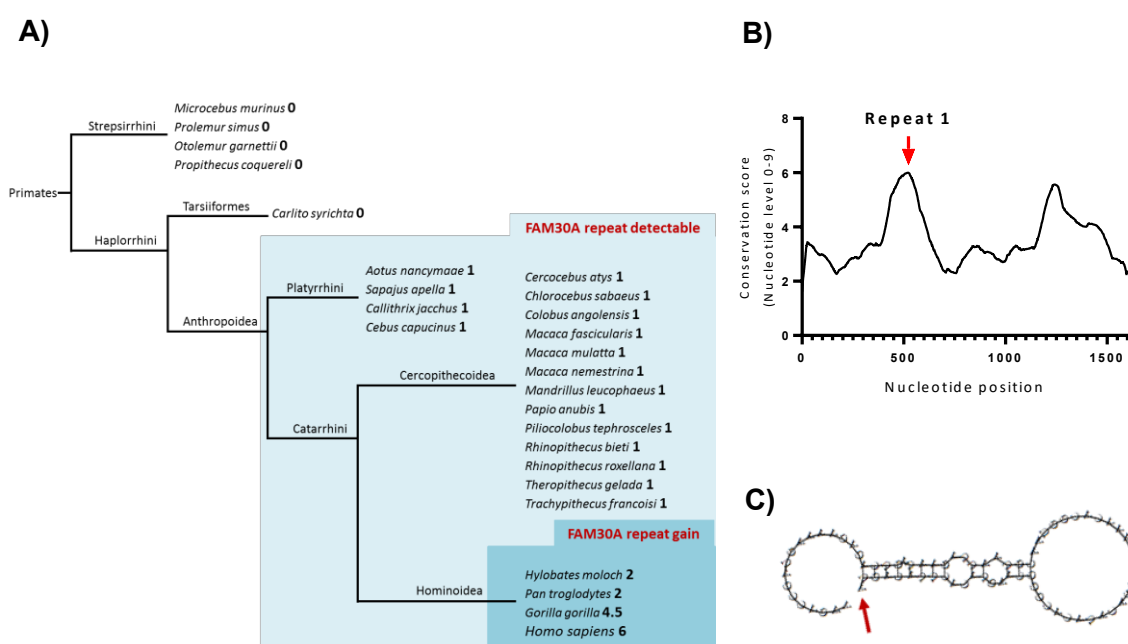 A)
Microcebus murinus 0
Strepsirrhini
Prolemur simus 0
Otolemur garnettii 0
Propithecus coquereli 0
Primates
Tarsiiformes
Carlito syrichta 0
Haplorrhini
FAM30A repeat detectable
Aotus nancymaae 1
Platyrrhini
Sapajus apella 1
Callithrix jacchus 1
Cebus capucinus 1
Anthropoidea
Cercocebus atys 1
Chlorocebus sabaeus 1
Colobus angolensis 1
Macaca fascicularis 1
Macaca mulatta 1
Macaca nemestrina 1
Cercopithecoidea
Mandrillus leucophaeus 1
Papio anubis 1
Catarrhini
Piliocolobus tephrosceles 1
Rhinopithecus bieti 1
Rhinopithecus roxellana 1
Theropithecus gelada 1
Trachypithecus francoisi 1
FAM30A repeat gain
Hylobates moloch 2
Pan troglodytes 2
Hominoidea
Gorilla gorilla 4.5
Homo sapiens 6
B)
Repeat 1
Conservation score
(Nucleotide level 0-9)
8
6
4
2
0
0 500 1000 1500
Nucleotide position
C)